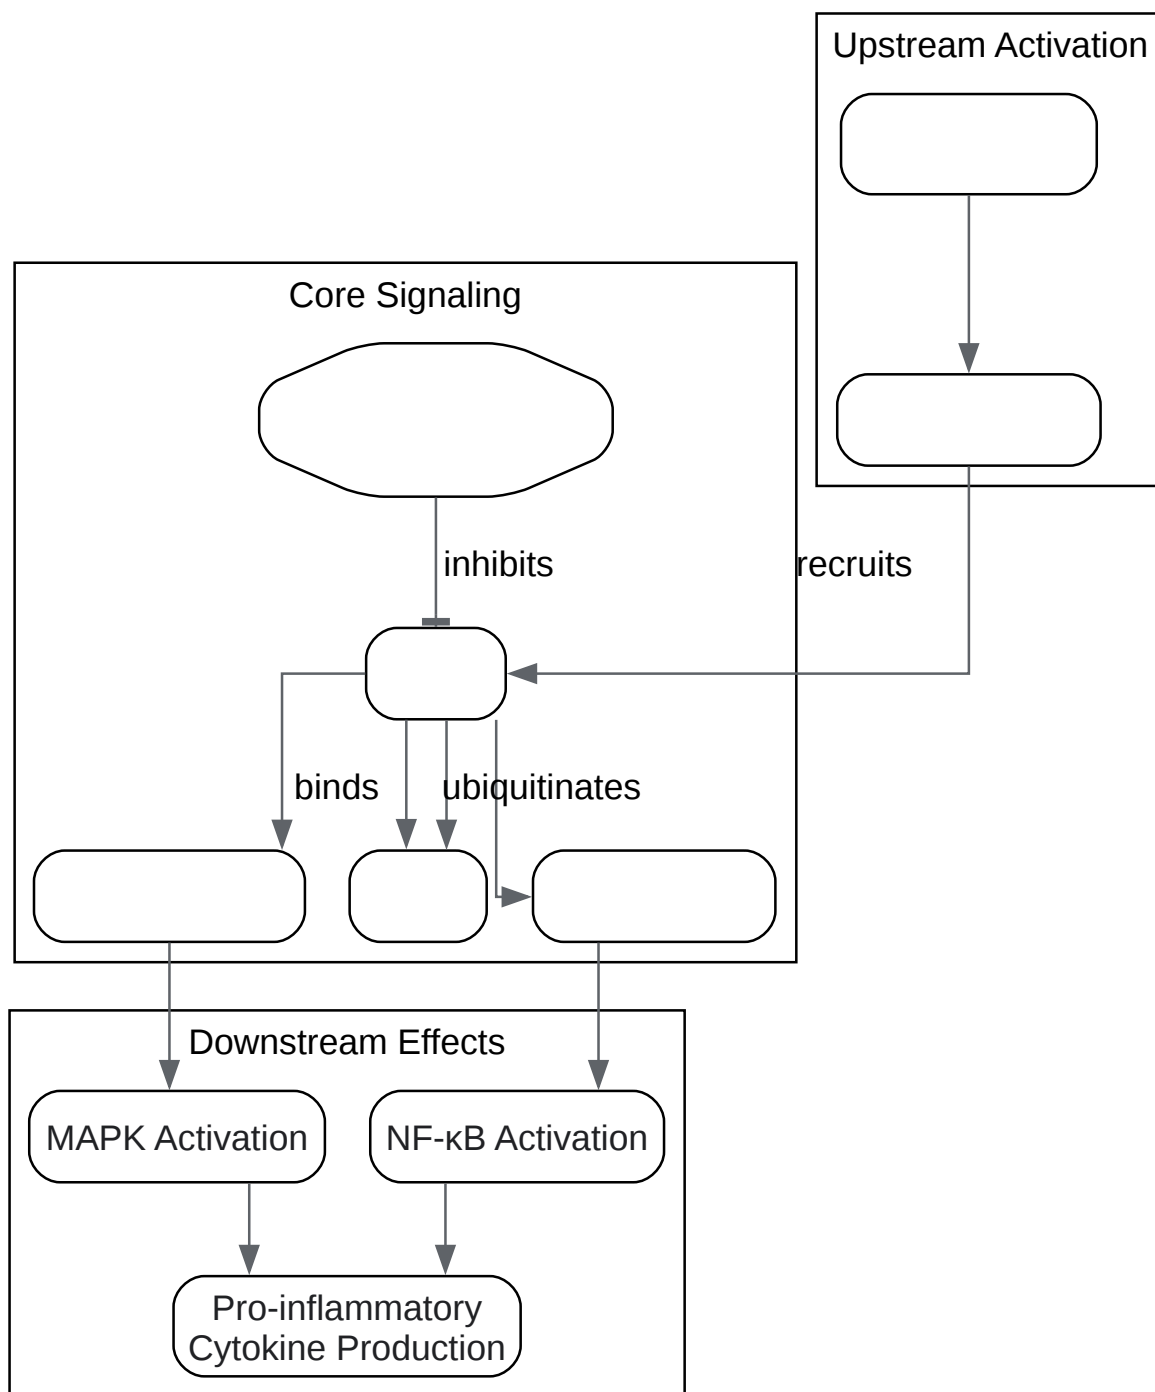 Upstream Activation
Core Signaling
inhibits
recruits
binds
ubiquitinates
Downstream Effects
MAPK Activation
NF-κB Activation
Pro-inflammatory
Cytokine Production